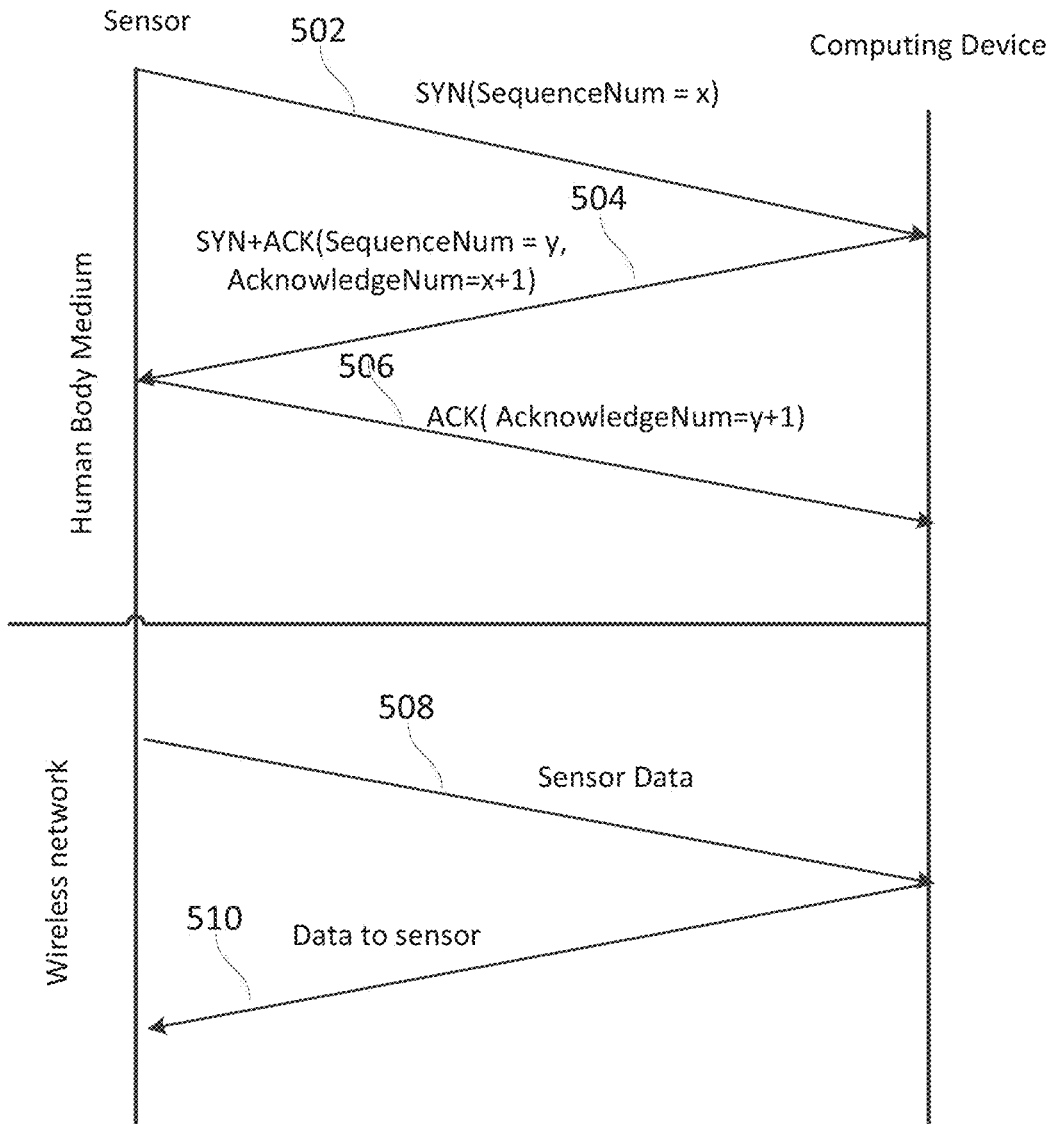 Sensor
502
Computing Device
SYN(SequenceNum = x)
504
SYN+ACK(SequenceNum = y,
AcknowledgeNum=x+1)
Human Body Medium
506
ACK( AcknowledgeNum=y+1)
508
Sensor Data
Wireless network
510
Data to sensor